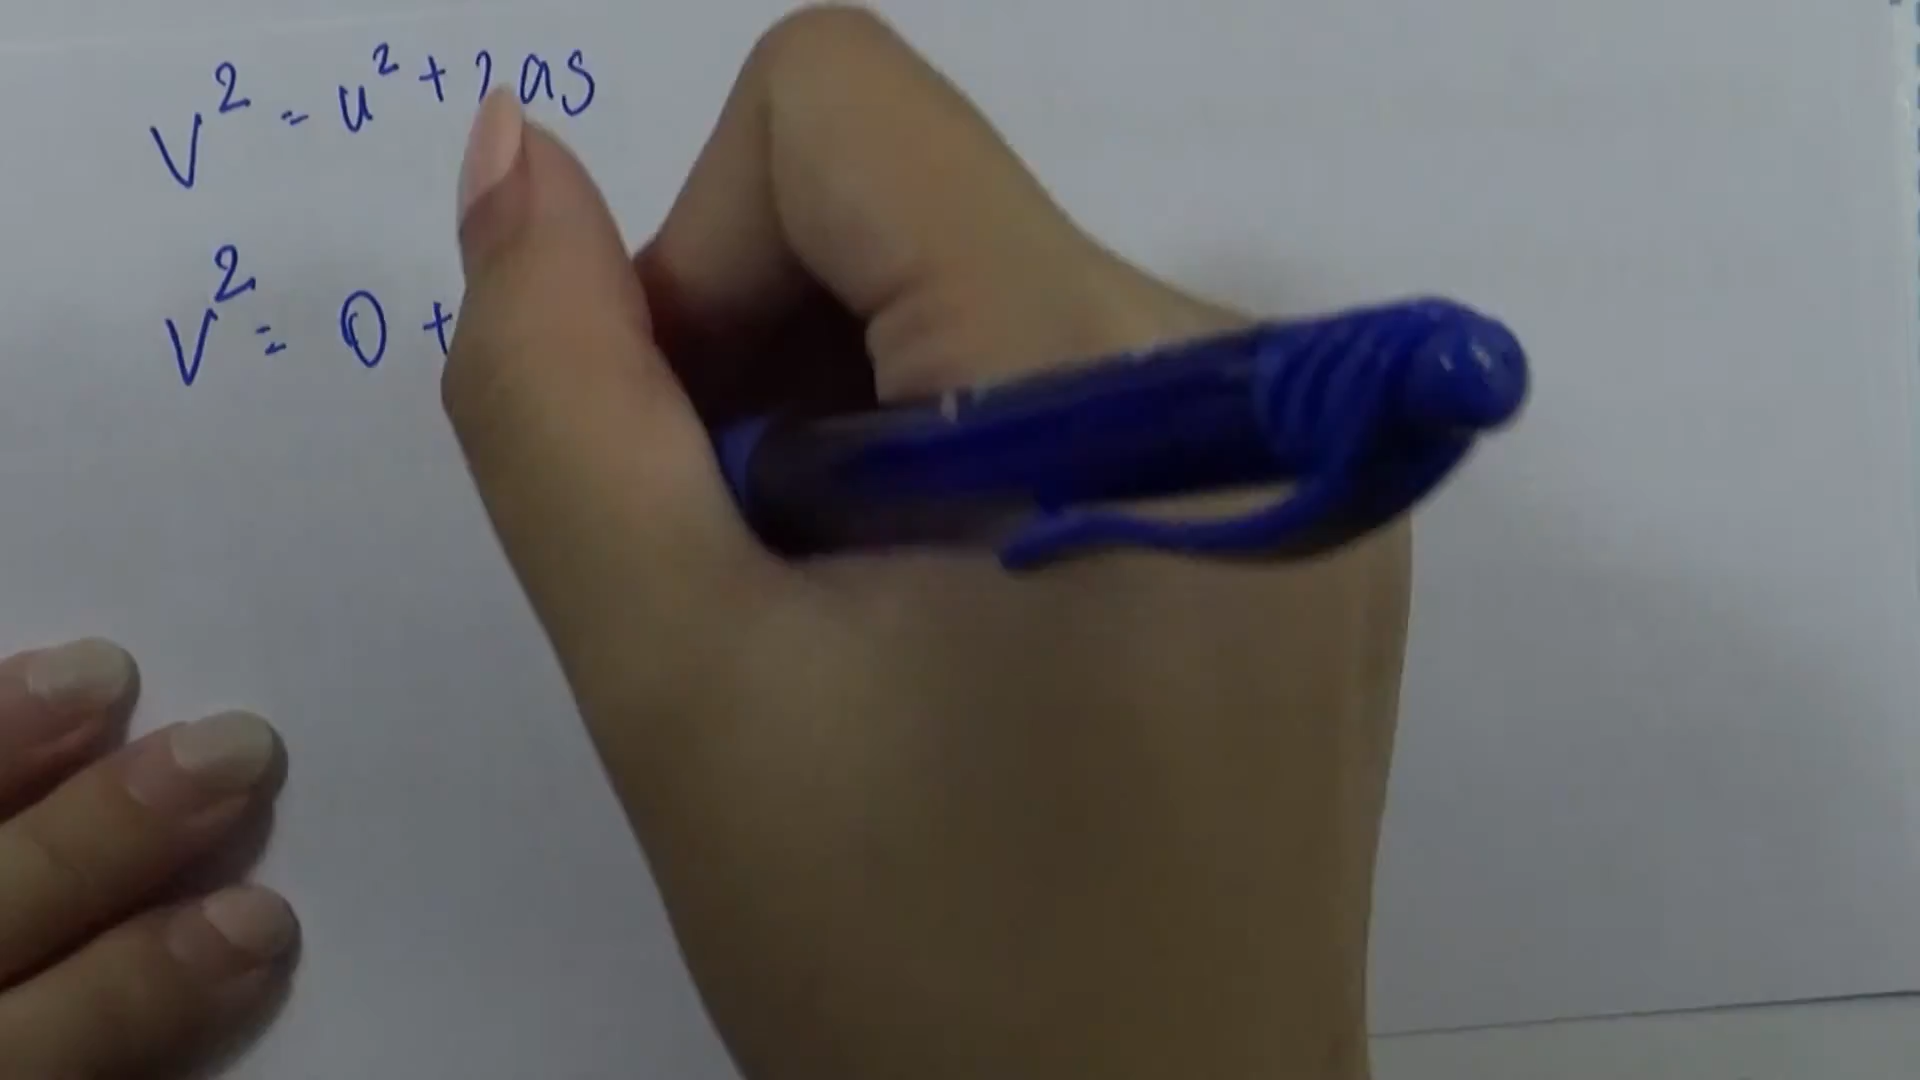 V² = u² + 2as
V² = 0 +